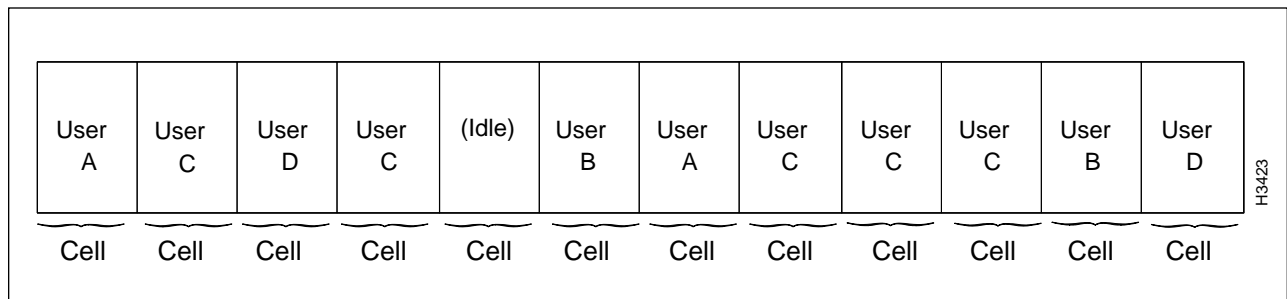 User A
User C
User D
User C
(Idle)
User B
User A
User C
User C
User C
User B
User D
Cell Cell Cell Cell Cell Cell Cell Cell Cell Cell Cell Cell
H3423